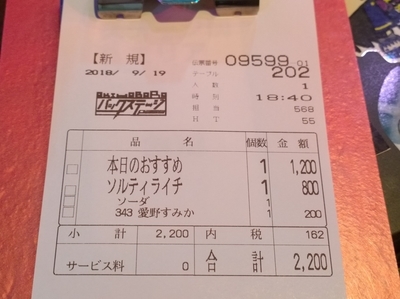 【新 規】
伝票番号 09599 01
2018/ 9/19
テーブル 202
人 数 1
時 刻 18:40
担 当 568
HT 55
バックステージ
品 名 個数 金 額
本日のおすすめ 1 1,200
ソルティライチ 1 800
ソーダ 1
343 愛野すみか 1 200
小 計 2,200 内 税 162
サービス料 0 合 計 2,200